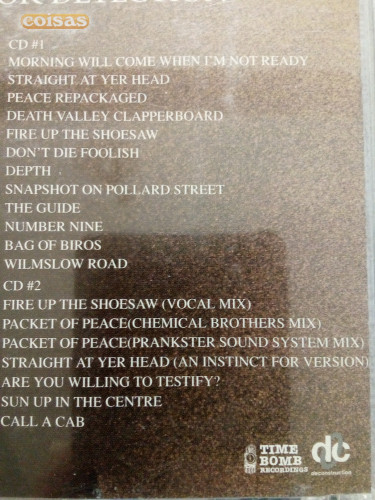 OR DETECTION
coisas
CD #1
MORNING WILL COME WHEN I'M NOT READY
STRAIGHT AT YER HEAD
PEACE REPACKAGED
DEATH VALLEY CLAPPERBOARD
FIRE UP THE SHOESAW
DON'T DIE FOOLISH
DEPTH
SNAPSHOT ON POLLARD STREET
THE GUIDE
NUMBER NINE
BAG OF BIROS
WILMSLOW ROAD
CD #2
FIRE UP THE SHOESAW (VOCAL MIX)
PACKET OF PEACE(CHEMICAL BROTHERS MIX)
PACKET OF PEACE(PRANKSTER SOUND SYSTEM MIX)
STRAIGHT AT YER HEAD (AN INSTINCT FOR VERSION)
ARE YOU WILLING TO TESTIFY?
SUN UP IN THE CENTRE
CALL A CAB
TIME
BOMB
RECORDINGS
dc
deconstruction